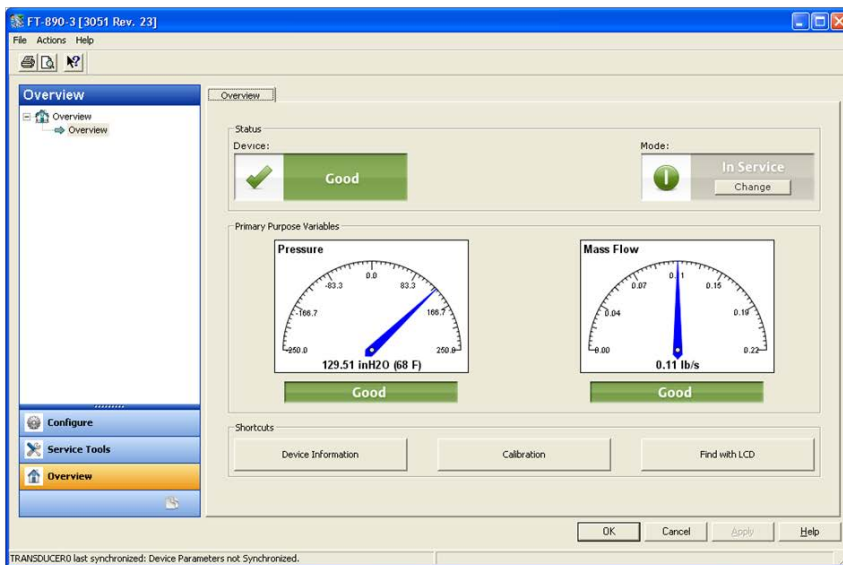 FT-890-3 [3051 Rev. 23]
File Actions Help
Overview
Overview
Overview
Overview
Status
Device:
Good
Mode:
In Service
Change
Primary Purpose Variables
Pressure
-250.0 -166.7 -83.3 0.0 83.3 166.7 250.0
129.51 inH2O (68 F)
Good
Mass Flow
0.00 0.04 0.07 0.11 0.15 0.19 0.22
0.11 lb/s
Good
Shortcuts
Device Information
Calibration
Find with LCD
Configure
Service Tools
Overview
OK Cancel Apply Help
TRANSDUCER0 last synchronized: Device Parameters not Synchronized.